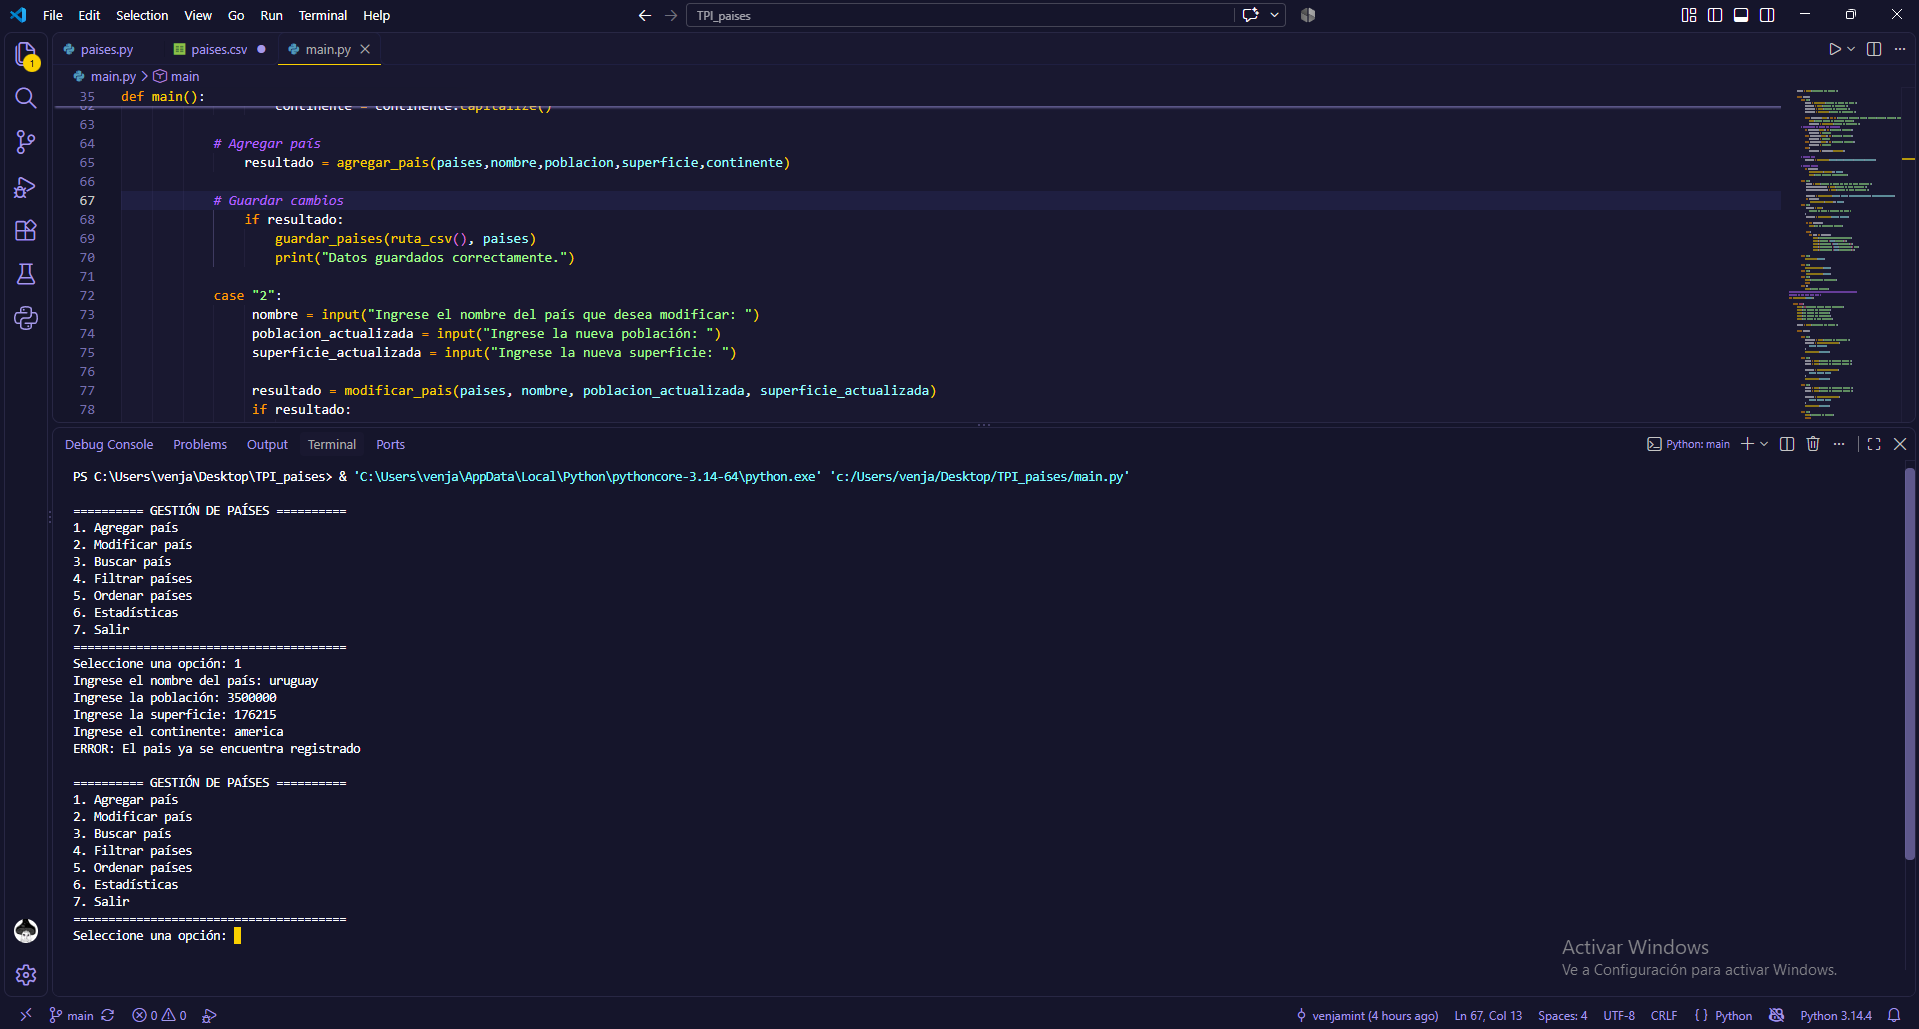 File Edit Selection View Go Run Terminal Help
TPI_paises
paises.py paises.csv main.py
1
main.py > main
35 def main():
62 continente = continente.capitalize()
63
64 # Agregar país
65 resultado = agregar_pais(paises,nombre,poblacion,superficie,continente)
66
67 # Guardar cambios
68 if resultado:
69 guardar_paises(ruta_csv(), paises)
70 print("Datos guardados correctamente.")
71
72 case "2":
73 nombre = input("Ingrese el nombre del país que desea modificar: ")
74 poblacion_actualizada = input("Ingrese la nueva población: ")
75 superficie_actualizada = input("Ingrese la nueva superficie: ")
76
77 resultado = modificar_pais(paises, nombre, poblacion_actualizada, superficie_actualizada)
78 if resultado:
Debug Console Problems Output Terminal Ports
Python: main
PS C:\Users\venja\Desktop\TPI_paises> & 'C:\Users\venja\AppData\Local\Python\pythoncore-3.14-64\python.exe' 'c:/Users/venja/Desktop/TPI_paises/main.py'
========== GESTIÓN DE PAÍSES ==========
1. Agregar país
2. Modificar país
3. Buscar país
4. Filtrar países
5. Ordenar países
6. Estadísticas
7. Salir
=======================================
Seleccione una opción: 1
Ingrese el nombre del país: uruguay
Ingrese la población: 3500000
Ingrese la superficie: 176215
Ingrese el continente: america
ERROR: El pais ya se encuentra registrado
========== GESTIÓN DE PAÍSES ==========
1. Agregar país
2. Modificar país
3. Buscar país
4. Filtrar países
5. Ordenar países
6. Estadísticas
7. Salir
=======================================
Seleccione una opción:
Activar Windows
Ve a Configuración para activar Windows.
main 0 0 venjamint (4 hours ago) Ln 67, Col 13 Spaces: 4 UTF-8 CRLF { } Python Python 3.14.4